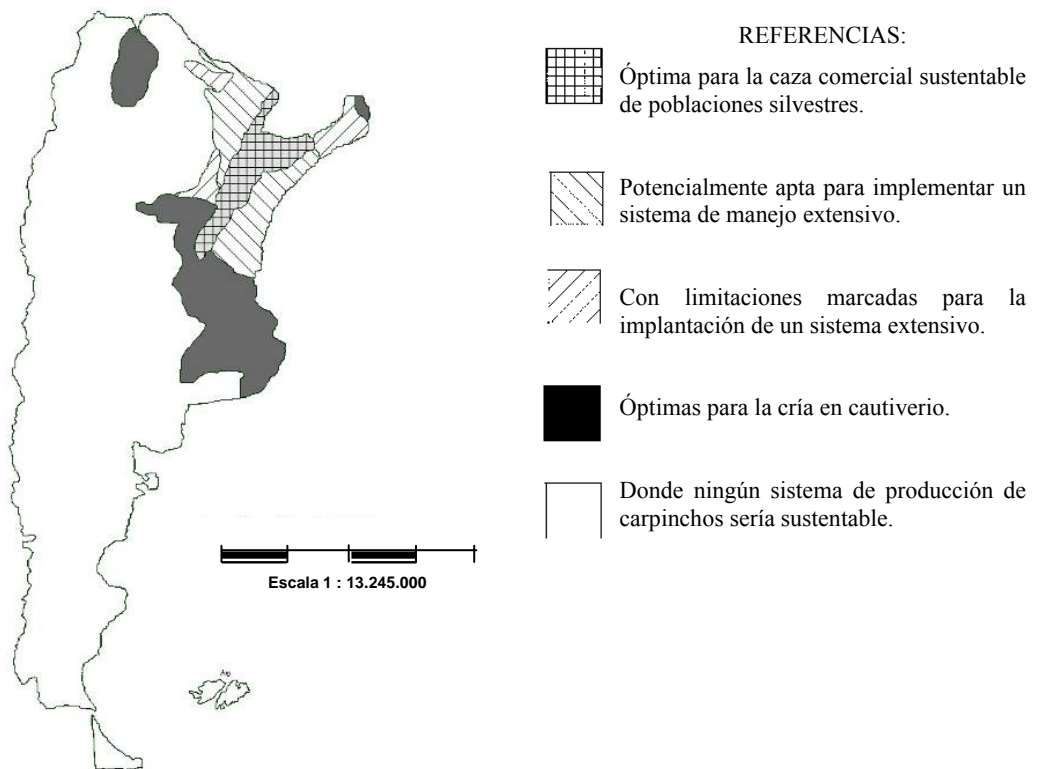 REFERENCIAS:
Óptima para la caza comercial sustentable
de poblaciones silvestres.
Potencialmente apta para implementar un
sistema de manejo extensivo.
Con limitaciones marcadas para la
implantación de un sistema extensivo.
Óptimas para la cría en cautiverio.
Donde ningún sistema de producción de
carpinchos sería sustentable.
Escala 1 : 13.245.000